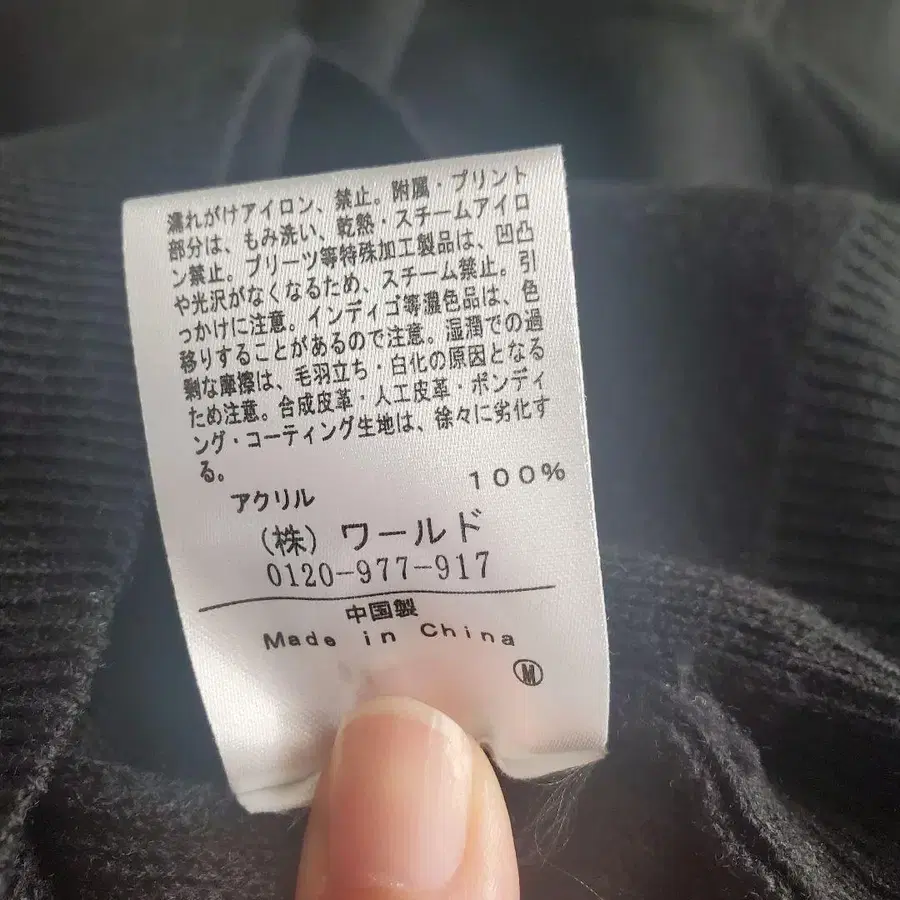 濡れがけアイロン、禁止。附属・プリント
部分は、もみ洗い、乾熱・スチームアイロ
ン禁止。プリーツ等特殊加工製品は、凹凸
や光沢がなくなるため、スチーム禁止。引
っかけに注意。インディゴ等濃色品は、色
移りすることがあるので注意。湿潤での過
剰な摩擦は、毛羽立ち・白化の原因となる
ため注意。合成皮革・人工皮革・ボンディ
ング・コーティング生地は、徐々に劣化す
る。
アクリル 100%
(株) ワールド
0120-977-917
中国製
Made in China
M